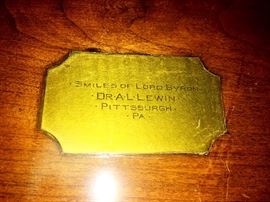 · SMILES OF LORD BYRON ·
· DR · A · L · LEWIN ·
· PITTSBURGH ·
· PA ·